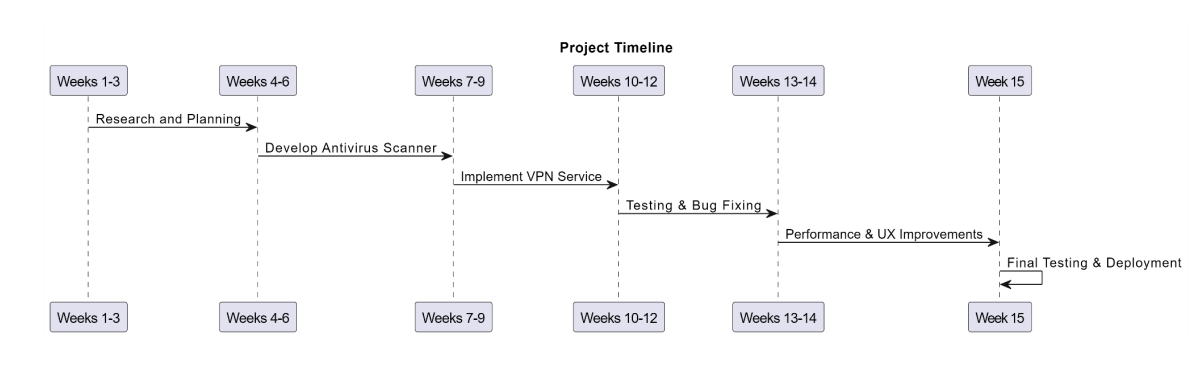 Project Timeline
Weeks 1-3 Weeks 4-6 Weeks 7-9 Weeks 10-12 Weeks 13-14 Week 15
Research and Planning
Develop Antivirus Scanner
Implement VPN Service
Testing & Bug Fixing
Performance & UX Improvements
Final Testing & Deployment
Weeks 1-3 Weeks 4-6 Weeks 7-9 Weeks 10-12 Weeks 13-14 Week 15